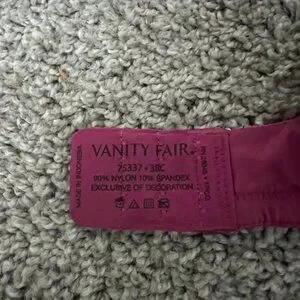 VANITY FAIR
75337 • 38C
90% NYLON 10% SPANDEX
EXCLUSIVE OF DECORATION
MADE IN INDONESIA